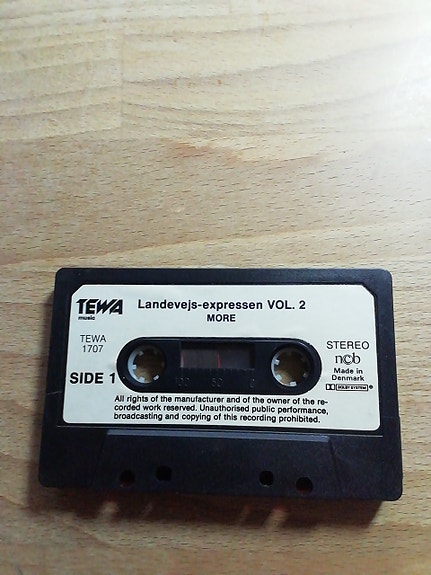 TEWA
music
Landevejs-expressen VOL. 2
MORE
TEWA
1707
SIDE 1
100 50 0
STEREO
ncb
Made in
Denmark
DOLBY SYSTEM ®
All rights of the manufacturer and of the owner of the re-
corded work reserved. Unauthorised public performance,
broadcasting and copying of this recording prohibited.